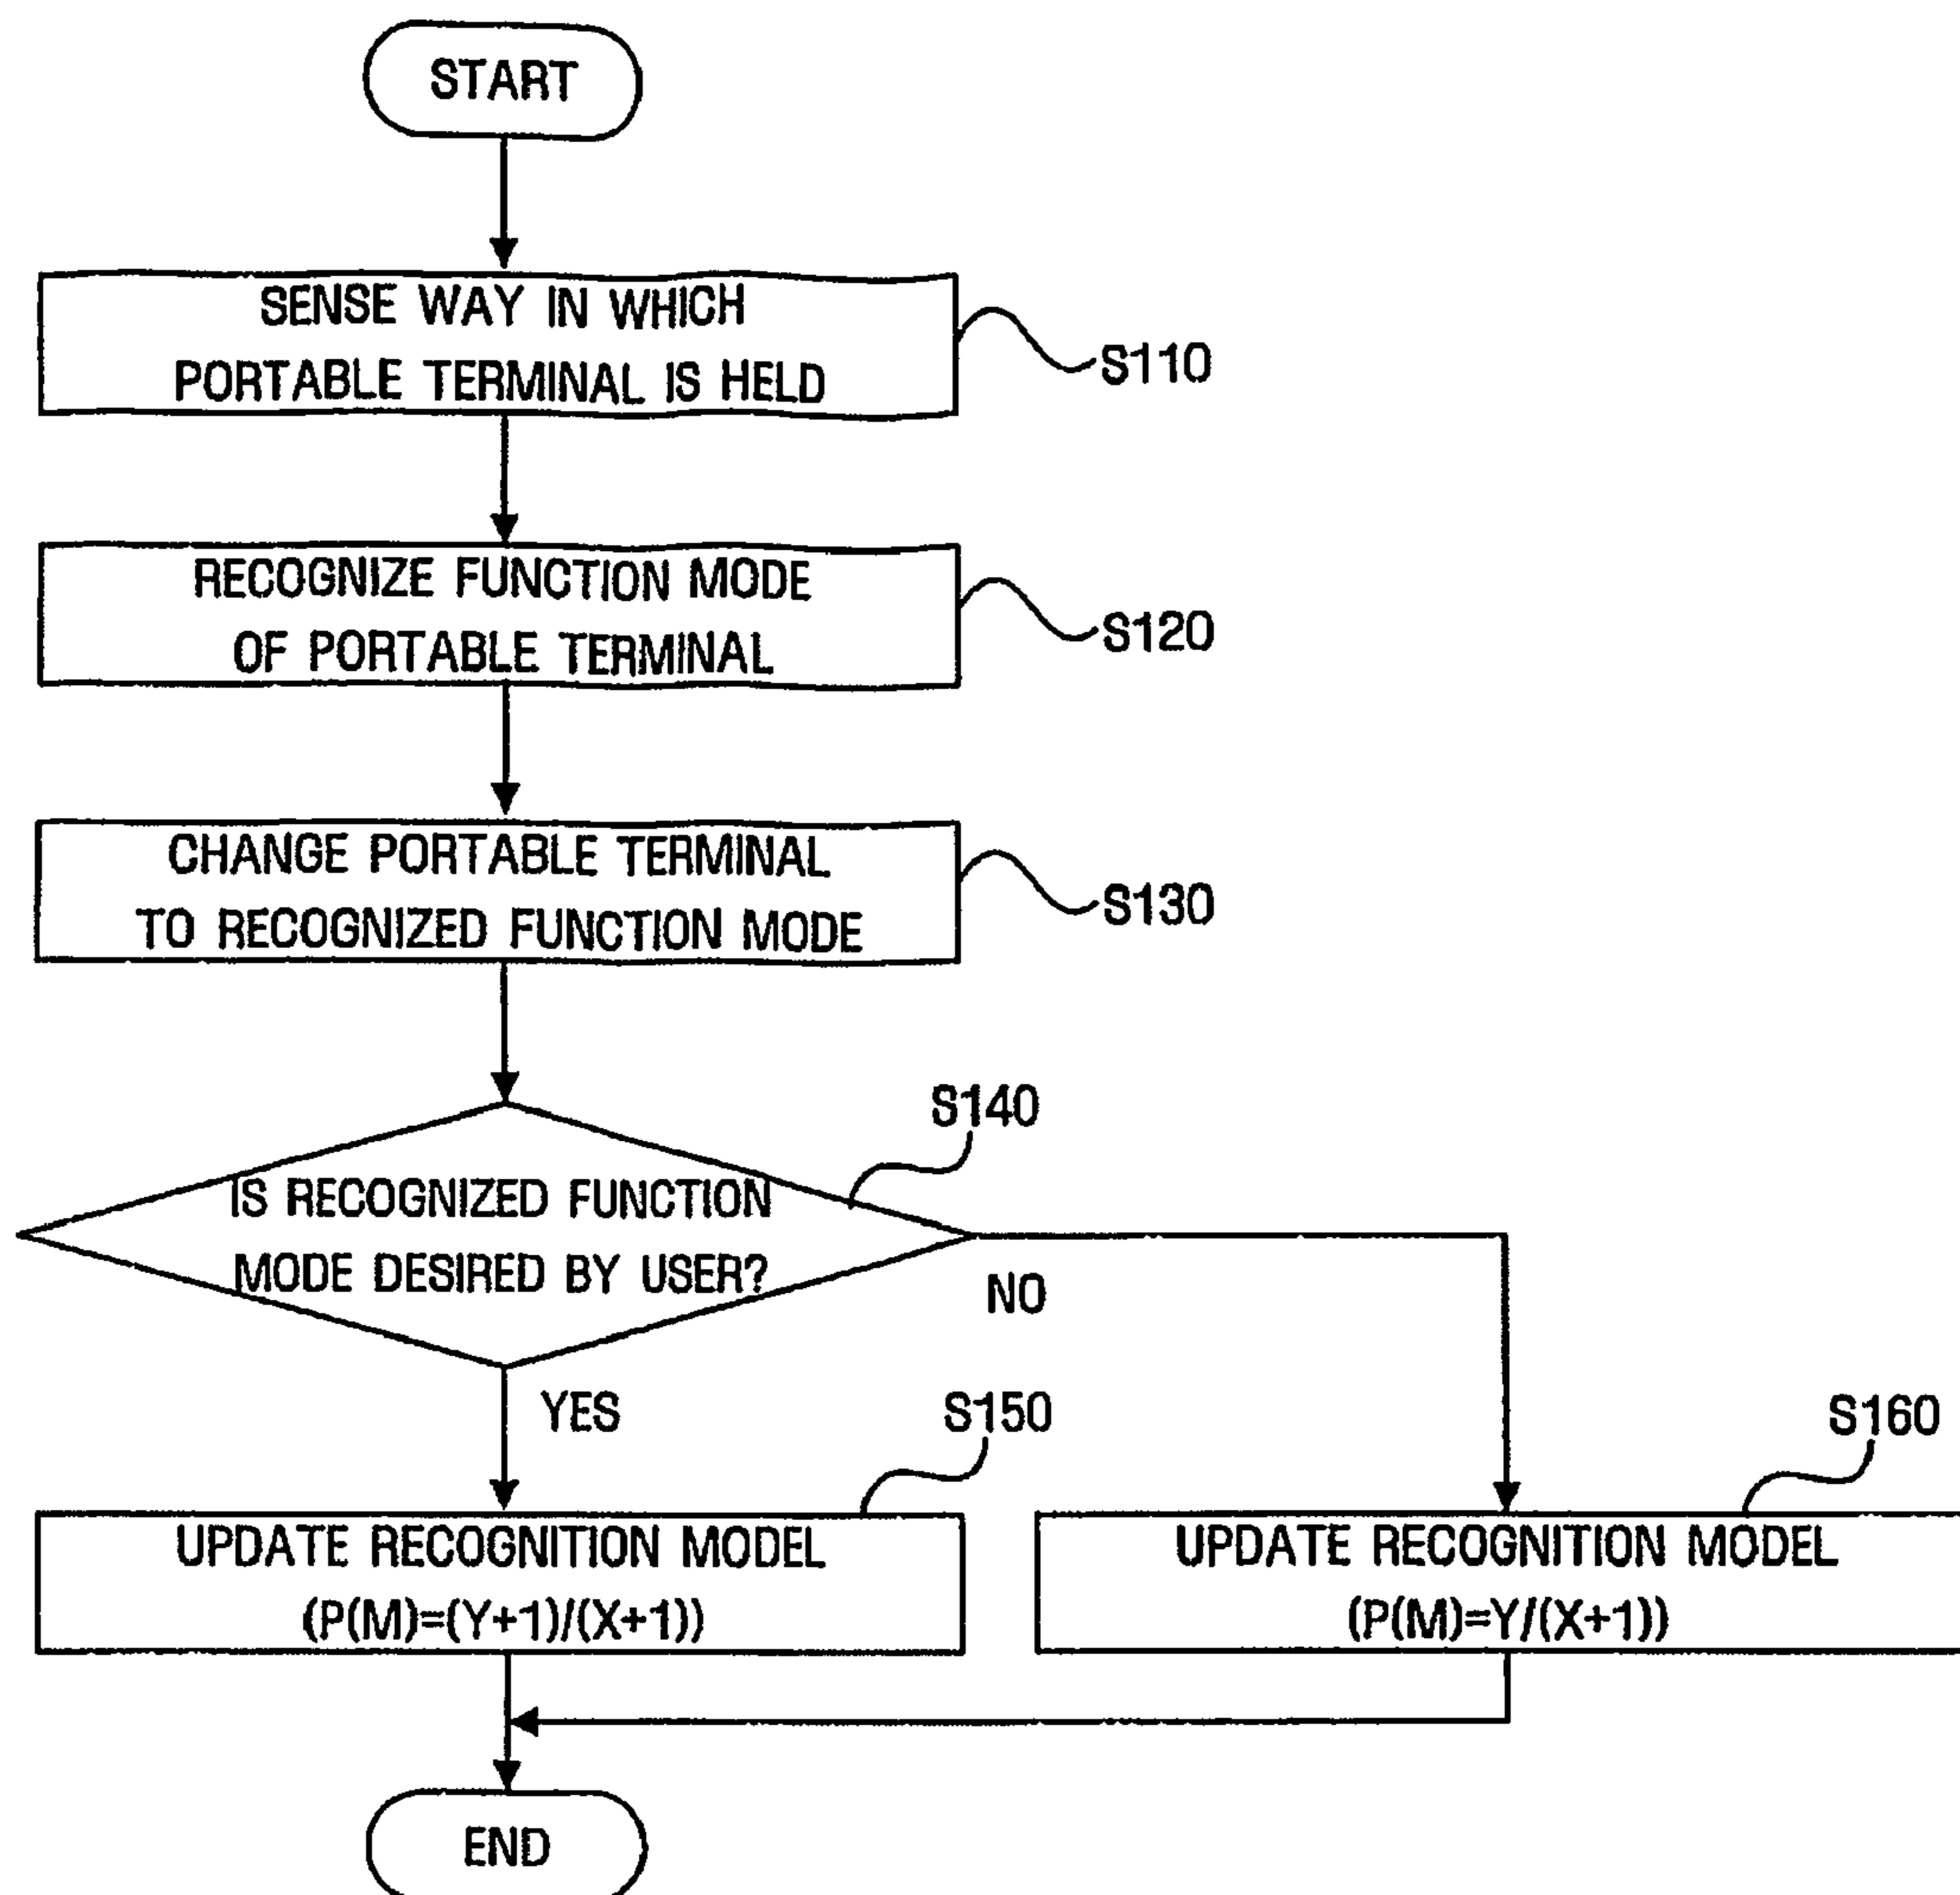 START
SENSE WAY IN WHICH
PORTABLE TERMINAL IS HELD
S110
RECOGNIZE FUNCTION MODE
OF PORTABLE TERMINAL
S120
CHANGE PORTABLE TERMINAL
TO RECOGNIZED FUNCTION MODE
S130
S140
IS RECOGNIZED FUNCTION
MODE DESIRED BY USER?
NO
YES
S150
S160
UPDATE RECOGNITION MODEL
(P(M)=(Y+1)/(X+1))
UPDATE RECOGNITION MODEL
(P(M)=Y/(X+1))
END